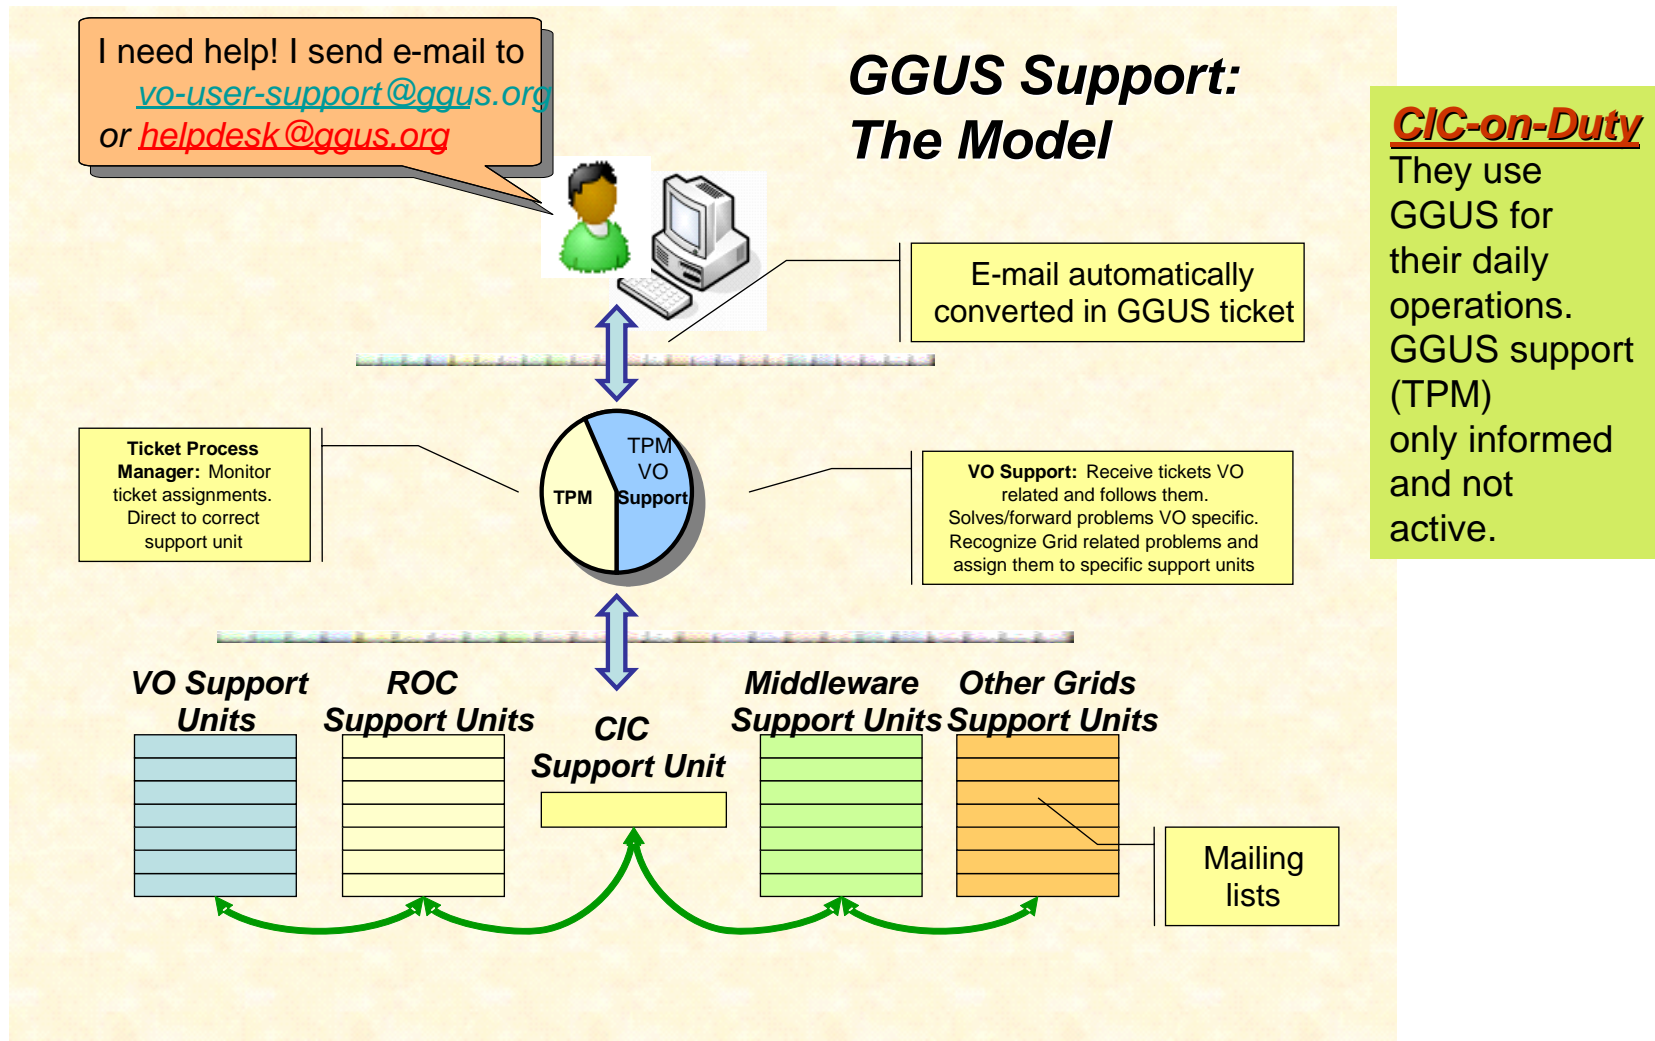 I need help! I send e-mail to
vo-user-support@ggus.org
or helpdesk@ggus.org
GGUS Support:
The Model
CIC-on-Duty
They use
GGUS for
their daily
operations.
GGUS support
(TPM)
only informed
and not
active.
E-mail automatically
converted in GGUS ticket
Ticket Process
Manager: Monitor
ticket assignments.
Direct to correct
support unit
TPM
TPM
VO
Support
VO Support: Receive tickets VO
related and follows them.
Solves/forward problems VO specific.
Recognize Grid related problems and
assign them to specific support units
VO Support
Units
ROC
Support Units
CIC
Support Unit
Middleware
Support Units
Other Grids
Support Units
Mailing
lists